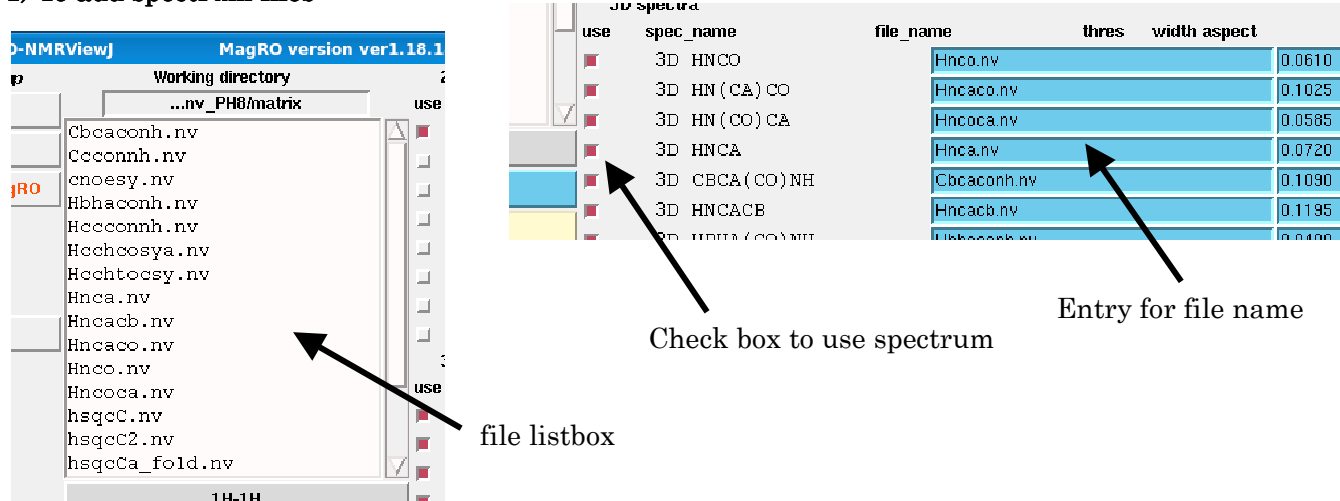 3D spectra
use spec_name file_name thres width aspect
3D HNCO Hnco.nv 0.0610
3D HN(CA)CO Hncaco.nv 0.1025
3D HN(CO)CA Hncoca.nv 0.0585
3D HNCA Hnca.nv 0.0720
3D CBCA(CO)NH Cbcaconh.nv 0.1090
3D HNCACB Hncacb.nv 0.1195
Check box to use spectrum
Entry for file name
-NMRViewJ MagRO version ver1.18.1
Working directory
...nv_PH8/matrix
use
Cbcaconh.nv
Ccconnh.nv
cnoesy.nv
gRO
Hbhaconh.nv
Hccconnh.nv
Hcchcosya.nv
Hcchtocsy.nv
Hnca.nv
Hncacb.nv
Hncaco.nv
Hnco.nv
Hncoca.nv
use
hsqcC.nv
hsqcC2.nv
hsqcCa_fold.nv
1H-1H
file listbox